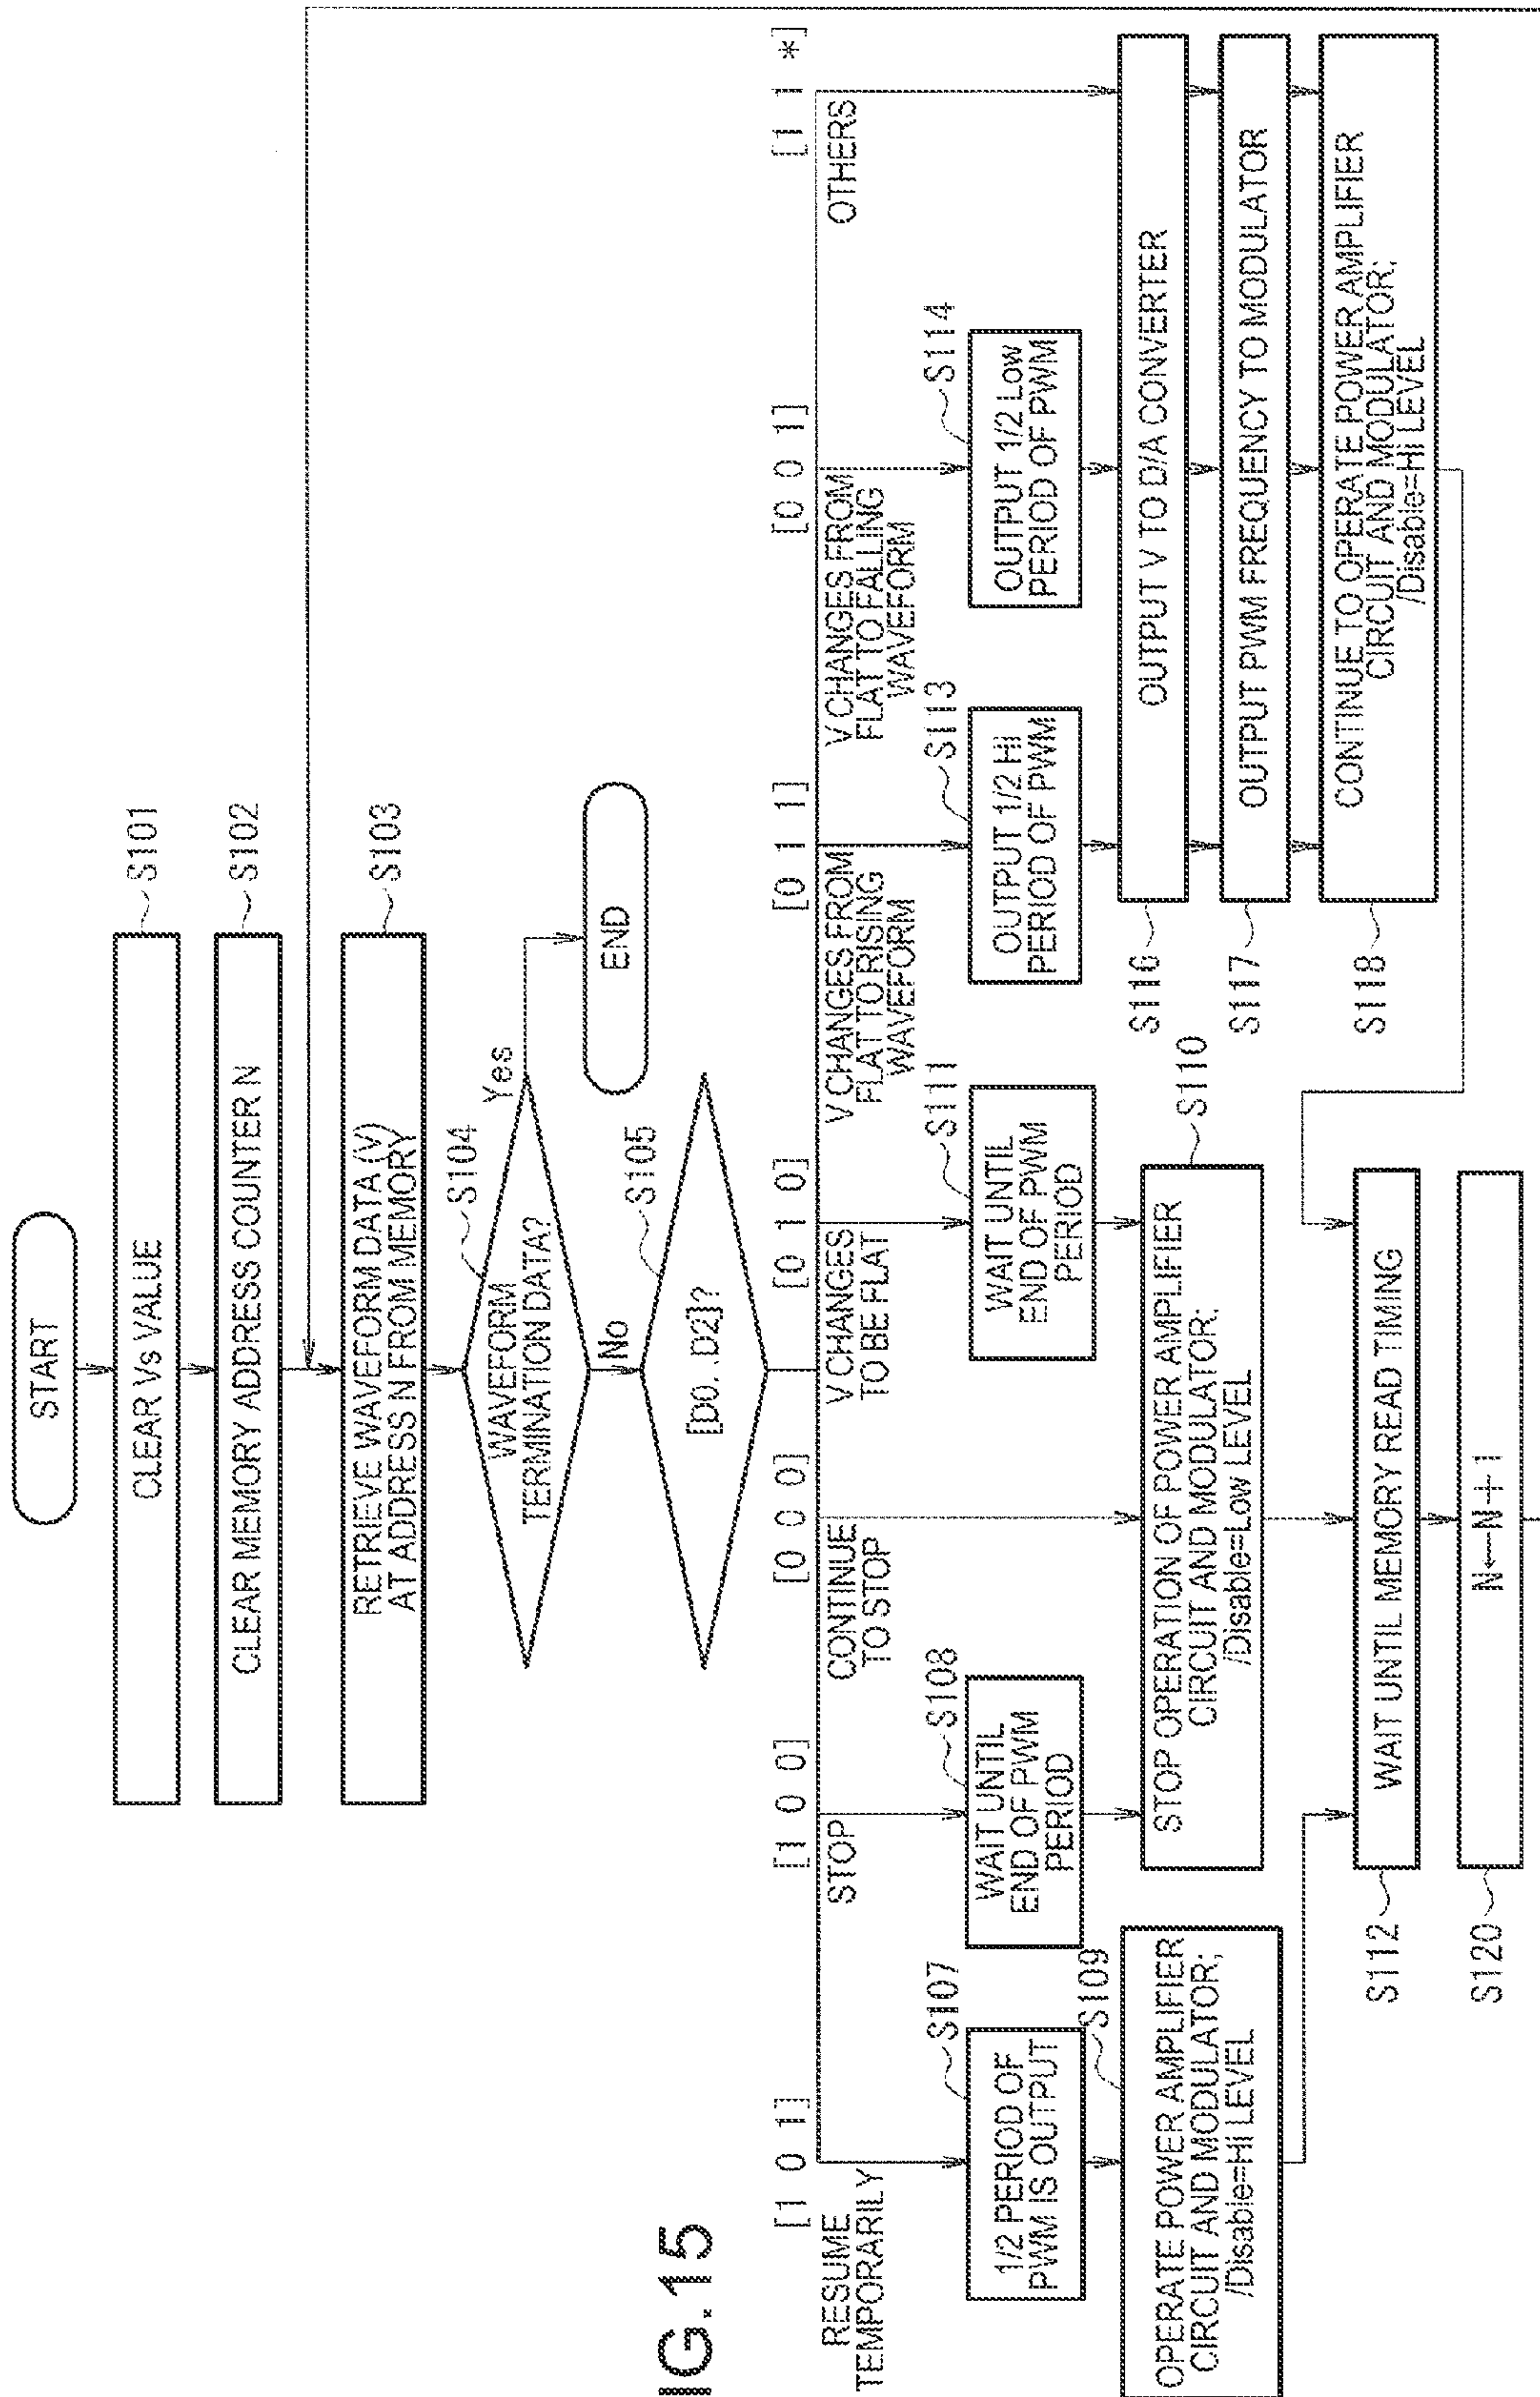 IG.15
START
CLEAR Vs VALUE
S101
CLEAR MEMORY ADDRESS COUNTER N
S102
RETRIEVE WAVEFORM DATA (V)
AT ADDRESS N FROM MEMORY
S103
WAVEFORM
TERMINATION DATA?
S104
Yes
END
No
[D0..D2]?
S105
[1 0 1]
RESUME
TEMPORARILY
[1 0 0]
STOP
[0 0 0]
CONTINUE
TO STOP
[0 1 0]
V CHANGES
TO BE FLAT
[0 1 1]
V CHANGES FROM
FLAT TO RISING
WAVEFORM
[0 0 1]
V CHANGES FROM
FLAT TO FALLING
WAVEFORM
[1 1 *]
OTHERS
1/2 PERIOD OF
PWM IS OUTPUT
S107
WAIT UNTIL
END OF PWM
PERIOD
S108
WAIT UNTIL
END OF PWM
PERIOD
S111
OUTPUT 1/2 Hi
PERIOD OF PWM
S113
OUTPUT 1/2 Low
PERIOD OF PWM
S114
OPERATE POWER AMPLIFIER
CIRCUIT AND MODULATOR;
/Disable=Hi LEVEL
S109
STOP OPERATION OF POWER AMPLIFIER
CIRCUIT AND MODULATOR:
/Disable=Low LEVEL
S110
OUTPUT V TO D/A CONVERTER
S116
OUTPUT PWM FREQUENCY TO MODULATOR
S117
CONTINUE TO OPERATE POWER AMPLIFIER
CIRCUIT AND MODULATOR;
/Disable=Hi LEVEL
S118
WAIT UNTIL MEMORY READ TIMING
S112
N←N+1
S120